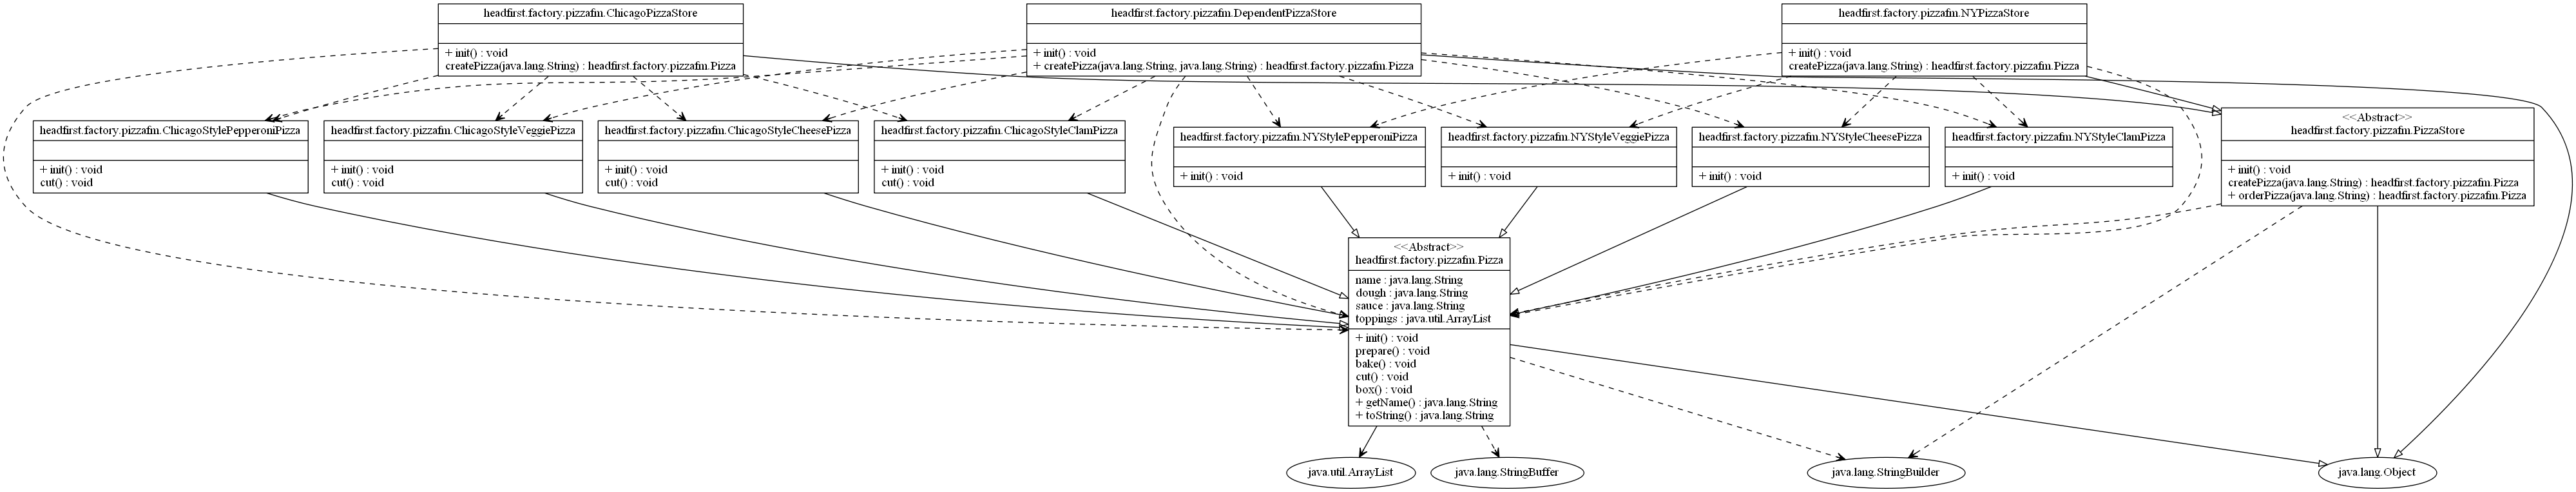 headfirst.factory.pizzafm.ChicagoPizzaStore
+ init() : void
createPizza(java.lang.String) : headfirst.factory.pizzafm.Pizza
headfirst.factory.pizzafm.DependentPizzaStore
+ init() : void
+ createPizza(java.lang.String, java.lang.String) : headfirst.factory.pizzafm.Pizza
headfirst.factory.pizzafm.NYPizzaStore
+ init() : void
createPizza(java.lang.String) : headfirst.factory.pizzafm.Pizza
headfirst.factory.pizzafm.ChicagoStylePepperoniPizza
+ init() : void
cut() : void
headfirst.factory.pizzafm.ChicagoStyleVeggiePizza
+ init() : void
cut() : void
headfirst.factory.pizzafm.ChicagoStyleCheesePizza
+ init() : void
cut() : void
headfirst.factory.pizzafm.ChicagoStyleClamPizza
+ init() : void
cut() : void
headfirst.factory.pizzafm.NYStylePepperoniPizza
+ init() : void
headfirst.factory.pizzafm.NYStyleVeggiePizza
+ init() : void
headfirst.factory.pizzafm.NYStyleCheesePizza
+ init() : void
headfirst.factory.pizzafm.NYStyleClamPizza
+ init() : void
<<Abstract>>
headfirst.factory.pizzafm.PizzaStore
+ init() : void
createPizza(java.lang.String) : headfirst.factory.pizzafm.Pizza
+ orderPizza(java.lang.String) : headfirst.factory.pizzafm.Pizza
<<Abstract>>
headfirst.factory.pizzafm.Pizza
name : java.lang.String
dough : java.lang.String
sauce : java.lang.String
toppings : java.util.ArrayList
+ init() : void
prepare() : void
bake() : void
cut() : void
box() : void
+ getName() : java.lang.String
+ toString() : java.lang.String
java.util.ArrayList
java.lang.StringBuffer
java.lang.StringBuilder
java.lang.Object